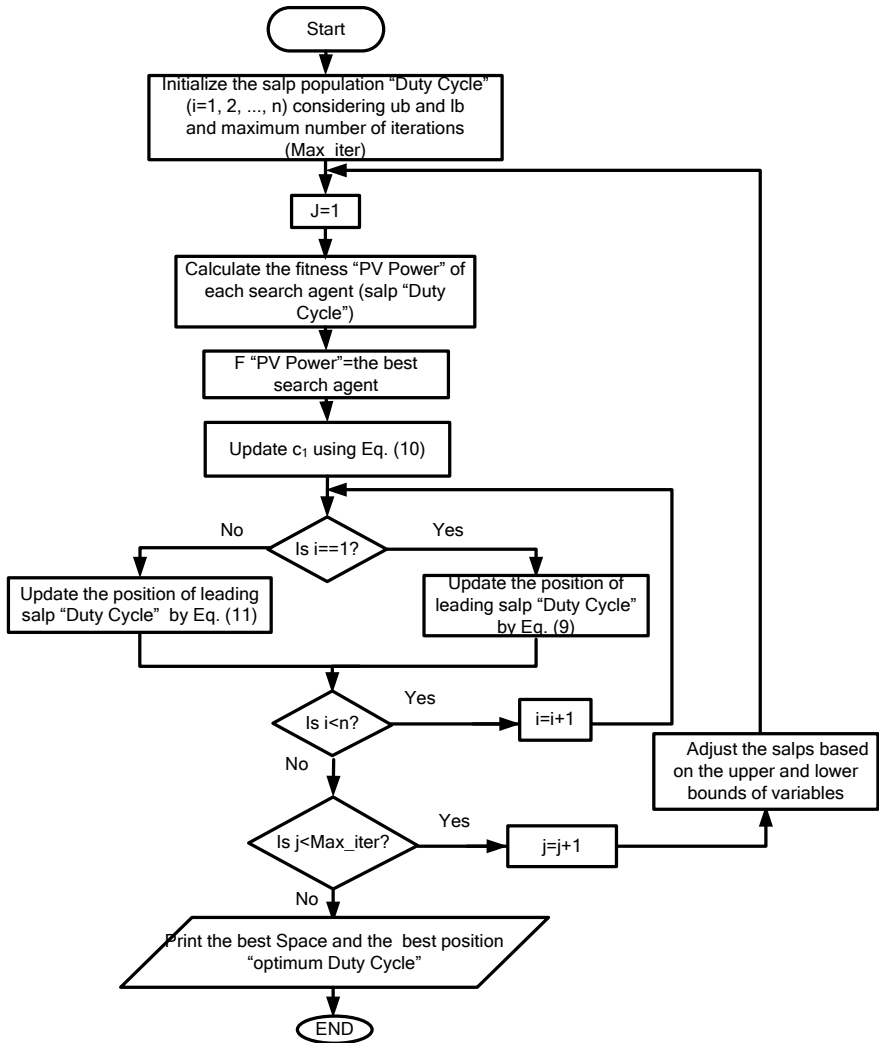 Start
Initialize the salp population “Duty Cycle”
(i=1, 2, ..., n) considering ub and lb
and maximum number of iterations
(Max_iter)
J=1
Calculate the fitness “PV Power” of
each search agent (salp “Duty
Cycle”)
F “PV Power”=the best
search agent
Update c₁ using Eq. (10)
No
Yes
Is i==1?
Update the position of leading
salp “Duty Cycle” by Eq. (11)
Update the position of
leading salp “Duty Cycle”
by Eq. (9)
Is i<n?
Yes
i=i+1
No
Adjust the salps based
on the upper and lower
bounds of variables
Is j<Max_iter?
Yes
j=j+1
No
Print the best Space and the best position
“optimum Duty Cycle”
END